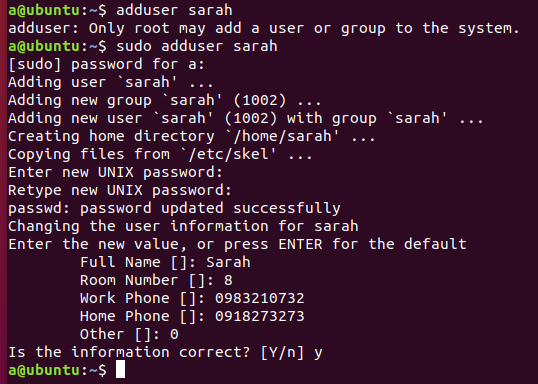 a@ubuntu:~$ adduser sarah
adduser: Only root may add a user or group to the system.
a@ubuntu:~$ sudo adduser sarah
[sudo] password for a:
Adding user `sarah' ...
Adding new group `sarah' (1002) ...
Adding new user `sarah' (1002) with group `sarah' ...
Creating home directory `/home/sarah' ...
Copying files from `/etc/skel' ...
Enter new UNIX password:
Retype new UNIX password:
passwd: password updated successfully
Changing the user information for sarah
Enter the new value, or press ENTER for the default
        Full Name []: Sarah
        Room Number []: 8
        Work Phone []: 0983210732
        Home Phone []: 0918273273
        Other []: 0
Is the information correct? [Y/n] y
a@ubuntu:~$